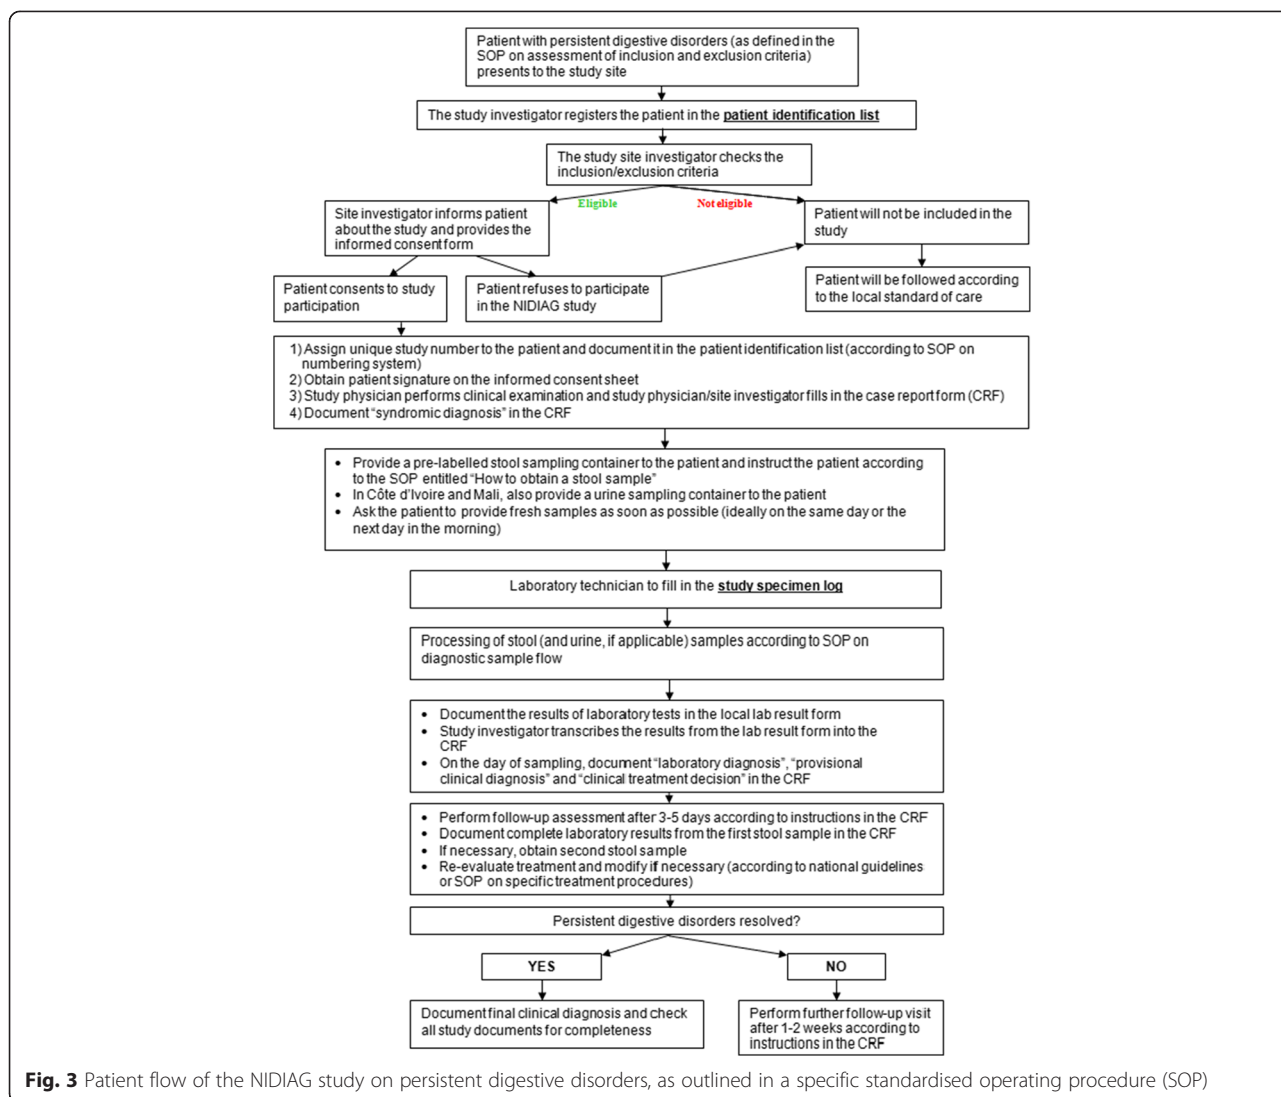 Patient with persistent digestive disorders (as defined in the
SOP on assessment of inclusion and exclusion criteria)
presents to the study site
The study investigator registers the patient in the patient identification list
The study site investigator checks the
inclusion/exclusion criteria
Eligible
Not eligible
Site investigator informs patient
about the study and provides the
informed consent form
Patient will not be included in the
study
Patient consents to study
participation
Patient refuses to participate
in the NIDIAG study
Patient will be followed according
to the local standard of care
1) Assign unique study number to the patient and document it in the patient identification list (according to SOP on
numbering system)
2) Obtain patient signature on the informed consent sheet
3) Study physician performs clinical examination and study physician/site investigator fills in the case report form (CRF)
4) Document “syndromic diagnosis” in the CRF
• Provide a pre-labelled stool sampling container to the patient and instruct the patient according
to the SOP entitled “How to obtain a stool sample”
• In Côte d’Ivoire and Mali, also provide a urine sampling container to the patient
• Ask the patient to provide fresh samples as soon as possible (ideally on the same day or the
next day in the morning)
Laboratory technician to fill in the study specimen log
Processing of stool (and urine, if applicable) samples according to SOP on
diagnostic sample flow
• Document the results of laboratory tests in the local lab result form
• Study investigator transcribes the results from the lab result form into the
CRF
• On the day of sampling, document “laboratory diagnosis”, “provisional
clinical diagnosis” and “clinical treatment decision” in the CRF
• Perform follow-up assessment after 3-5 days according to instructions in the CRF
• Document complete laboratory results from the first stool sample in the CRF
• If necessary, obtain second stool sample
• Re-evaluate treatment and modify if necessary (according to national guidelines
or SOP on specific treatment procedures)
Persistent digestive disorders resolved?
YES
NO
Document final clinical diagnosis and check
all study documents for completeness
Perform further follow-up visit
after 1-2 weeks according to
instructions in the CRF
Fig. 3 Patient flow of the NIDIAG study on persistent digestive disorders, as outlined in a specific standardised operating procedure (SOP)